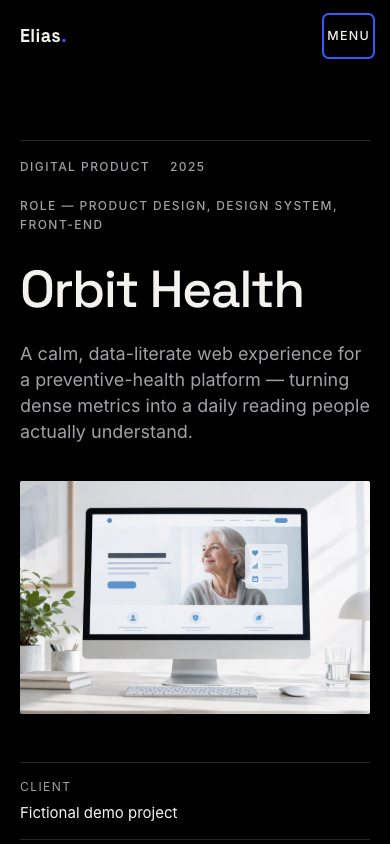 Elias.
MENU
DIGITAL PRODUCT 2025
ROLE — PRODUCT DESIGN, DESIGN SYSTEM,
FRONT-END
Orbit Health
A calm, data-literate web experience for
a preventive-health platform — turning
dense metrics into a daily reading people
actually understand.
CLIENT
Fictional demo project